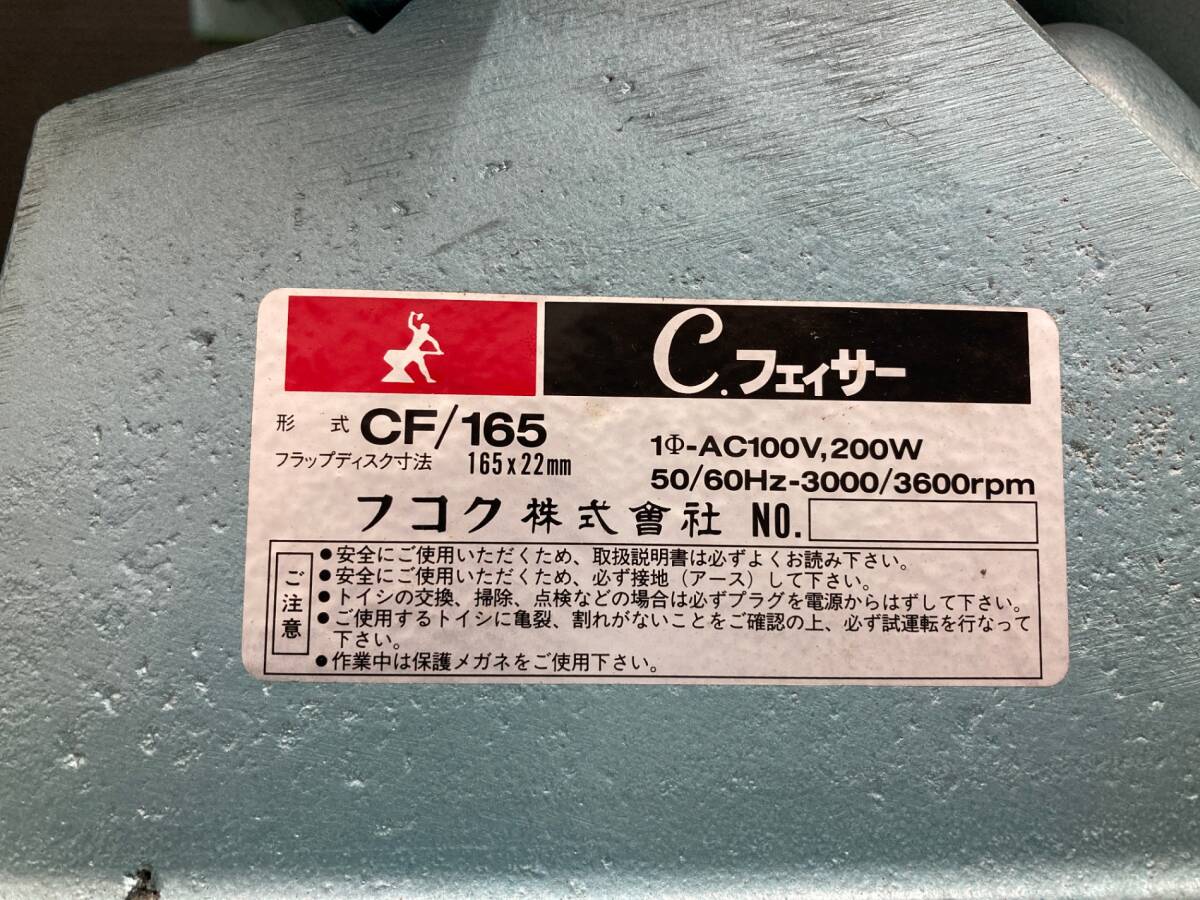 C.フェィサー
形 式 CF/165
フラップディスク寸法 165x22mm
1Φ-AC100V,200W
50/60Hz-3000/3600rpm
フコク株式會社 NO.
ご注意
●安全にご使用いただくため、取扱説明書は必ずよくお読み下さい。
●安全にご使用いただくため、必ず接地(アース)して下さい。
●トイシの交換、掃除、点検などの場合は必ずプラグを電源からはずして下さい。
●ご使用するトイシに亀裂、割れがないことをご確認の上、必ず試運転を行なって
下さい。
●作業中は保護メガネをご使用下さい。